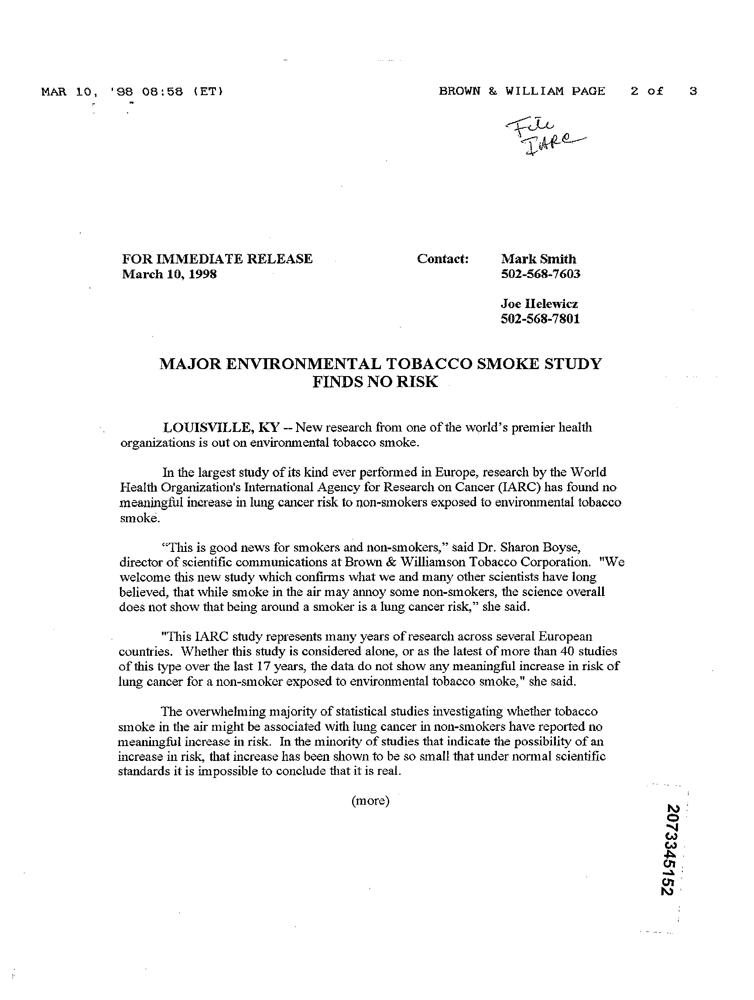 MAR 10, '98 08:58 (ET) BROWN & WILLIAM PAGE 2 of 3
File
IARC
FOR IMMEDIATE RELEASE Contact: Mark Smith
March 10, 1998 502-568-7603
Joe Helewicz
502-568-7801
MAJOR ENVIRONMENTAL TOBACCO SMOKE STUDY
FINDS NO RISK
LOUISVILLE, KY -- New research from one of the world's premier health
organizations is out on environmental tobacco smoke.
In the largest study of its kind ever performed in Europe, research by the World
Health Organization's International Agency for Research on Cancer (IARC) has found no
meaningful increase in lung cancer risk to non-smokers exposed to environmental tobacco
smoke.
“This is good news for smokers and non-smokers,” said Dr. Sharon Boyse,
director of scientific communications at Brown & Williamson Tobacco Corporation. "We
welcome this new study which confirms what we and many other scientists have long
believed, that while smoke in the air may annoy some non-smokers, the science overall
does not show that being around a smoker is a lung cancer risk,” she said.
"This IARC study represents many years of research across several European
countries. Whether this study is considered alone, or as the latest of more than 40 studies
of this type over the last 17 years, the data do not show any meaningful increase in risk of
lung cancer for a non-smoker exposed to environmental tobacco smoke," she said.
The overwhelming majority of statistical studies investigating whether tobacco
smoke in the air might be associated with lung cancer in non-smokers have reported no
meaningful increase in risk. In the minority of studies that indicate the possibility of an
increase in risk, that increase has been shown to be so small that under normal scientific
standards it is impossible to conclude that it is real.
(more)
2073345152